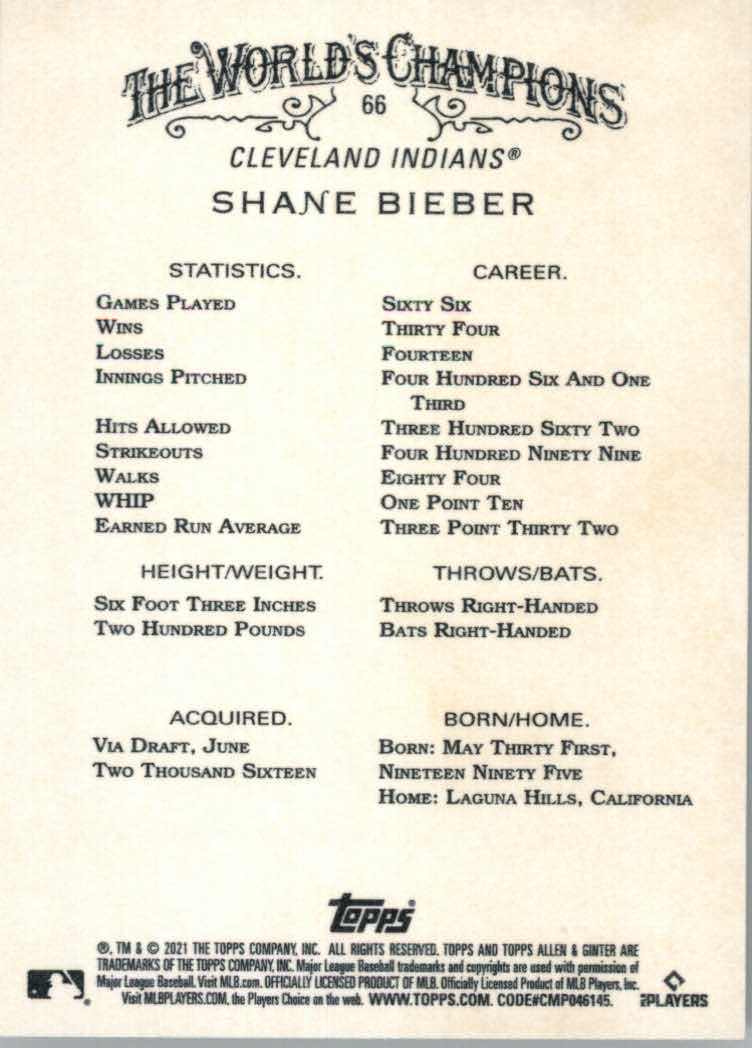 THE WORLD'S CHAMPIONS
66
CLEVELAND INDIANS®
SHANE BIEBER
STATISTICS. CAREER.
GAMES PLAYED SIXTY SIX
WINS THIRTY FOUR
LOSSES FOURTEEN
INNINGS PITCHED FOUR HUNDRED SIX AND ONE
THIRD
HITS ALLOWED THREE HUNDRED SIXTY TWO
STRIKEOUTS FOUR HUNDRED NINETY NINE
WALKS EIGHTY FOUR
WHIP ONE POINT TEN
EARNED RUN AVERAGE THREE POINT THIRTY TWO
HEIGHT/WEIGHT. THROWS/BATS.
SIX FOOT THREE INCHES THROWS RIGHT-HANDED
TWO HUNDRED POUNDS BATS RIGHT-HANDED
ACQUIRED. BORN/HOME.
VIA DRAFT, JUNE BORN: MAY THIRTY FIRST,
TWO THOUSAND SIXTEEN NINETEEN NINETY FIVE
HOME: LAGUNA HILLS, CALIFORNIA
Topps®
®, TM & © 2021 THE TOPPS COMPANY, INC. ALL RIGHTS RESERVED. TOPPS AND TOPPS ALLEN & GINTER ARE
TRADEMARKS OF THE TOPPS COMPANY, INC. Major League Baseball trademarks and copyrights are used with permission of
Major League Baseball. Visit MLB.com. OFFICIALLY LICENSED PRODUCT OF MLB. Officially Licensed Product of MLB Players, Inc.
Visit MLBPLAYERS.COM, the Players Choice on the web. WWW.TOPPS.COM. CODE#CMP046145.
PLAYERS